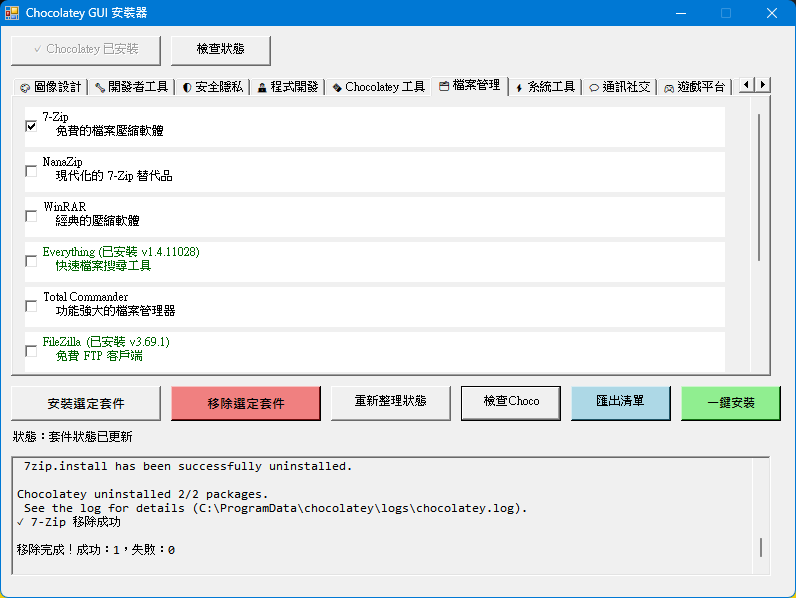 Chocolatey GUI 安裝器
✓ Chocolatey 已安裝
檢查狀態
圖像設計
開發者工具
安全隱私
程式開發
Chocolatey 工具
檔案管理
系統工具
通訊社交
遊戲平台
7-Zip
免費的檔案壓縮軟體
NanaZip
現代化的 7-Zip 替代品
WinRAR
經典的壓縮軟體
Everything (已安裝 v1.4.11028)
快速檔案搜尋工具
Total Commander
功能強大的檔案管理器
FileZilla (已安裝 v3.69.1)
免費 FTP 客戶端
安裝選定套件
移除選定套件
重新整理狀態
檢查Choco
匯出清單
一鍵安裝
狀態：套件狀態已更新
7zip.install has been successfully uninstalled.
Chocolatey uninstalled 2/2 packages.
See the log for details (C:\ProgramData\chocolatey\logs\chocolatey.log).
✓ 7-Zip 移除成功
移除完成！成功：1，失敗：0